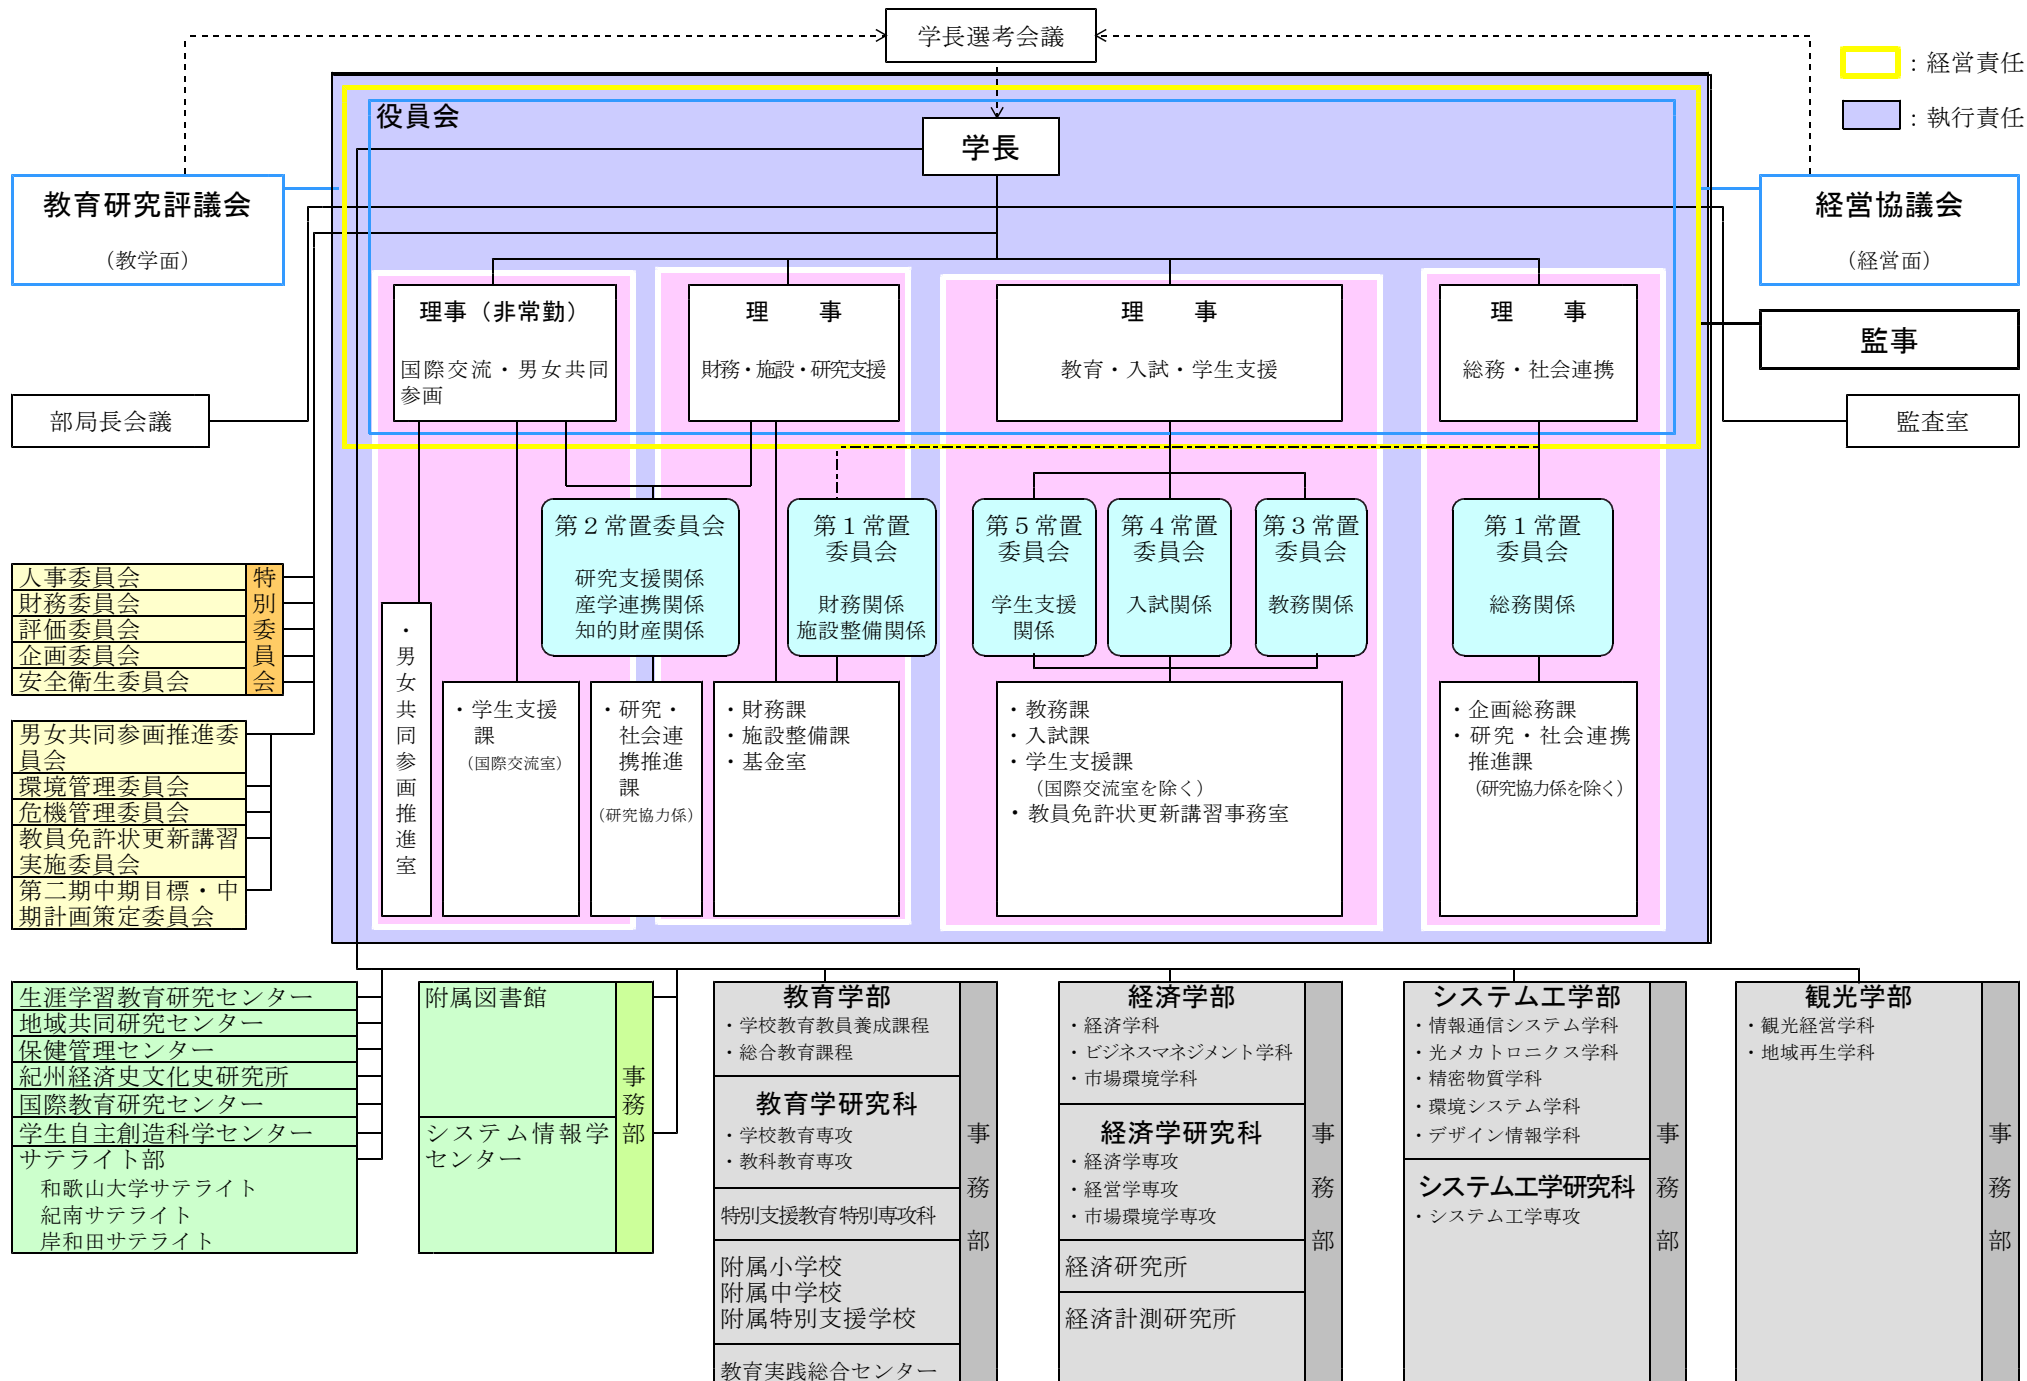 学長選考会議
：経営責任
：執行責任
役員会
学長
教育研究評議会
（教学面）
経営協議会
（経営面）
監事
部局長会議
監査室
理事（非常勤）
国際交流・男女共同
参画
理　事
財務・施設・研究支援
理　事
教育・入試・学生支援
理　事
総務・社会連携
第２常置委員会
研究支援関係
産学連携関係
知的財産関係
第１常置
委員会
財務関係
施設整備関係
第５常置
委員会
学生支援
関係
第４常置
委員会
入試関係
第３常置
委員会
教務関係
第１常置
委員会
総務関係
人事委員会
財務委員会
評価委員会
企画委員会
安全衛生委員会
特別委員会
男女共同参画推進委
員会
環境管理委員会
危機管理委員会
教員免許状更新講習
実施委員会
第二期中期目標・中
期計画策定委員会
・男女共同参画推進室
・学生支援
課
（国際交流室）
・研究・
社会連
携推進
課
（研究協力係）
・財務課
・施設整備課
・基金室
・教務課
・入試課
・学生支援課
（国際交流室を除く）
・教員免許状更新講習事務室
・企画総務課
・研究・社会連携
推進課
（研究協力係を除く）
生涯学習教育研究センター
地域共同研究センター
保健管理センター
紀州経済史文化史研究所
国際教育研究センター
学生自主創造科学センター
サテライト部
和歌山大学サテライト
紀南サテライト
岸和田サテライト
附属図書館
システム情報学
センター
事務部
教育学部
・学校教育教員養成課程
・総合教育課程
教育学研究科
・学校教育専攻
・教科教育専攻
特別支援教育特別専攻科
附属小学校
附属中学校
附属特別支援学校
教育実践総合センター
事務部
経済学部
・経済学科
・ビジネスマネジメント学科
・市場環境学科
経済学研究科
・経済学専攻
・経営学専攻
・市場環境学専攻
経済研究所
経済計測研究所
事務部
システム工学部
・情報通信システム学科
・光メカトロニクス学科
・精密物質学科
・環境システム学科
・デザイン情報学科
システム工学研究科
・システム工学専攻
事務部
観光学部
・観光経営学科
・地域再生学科
事務部